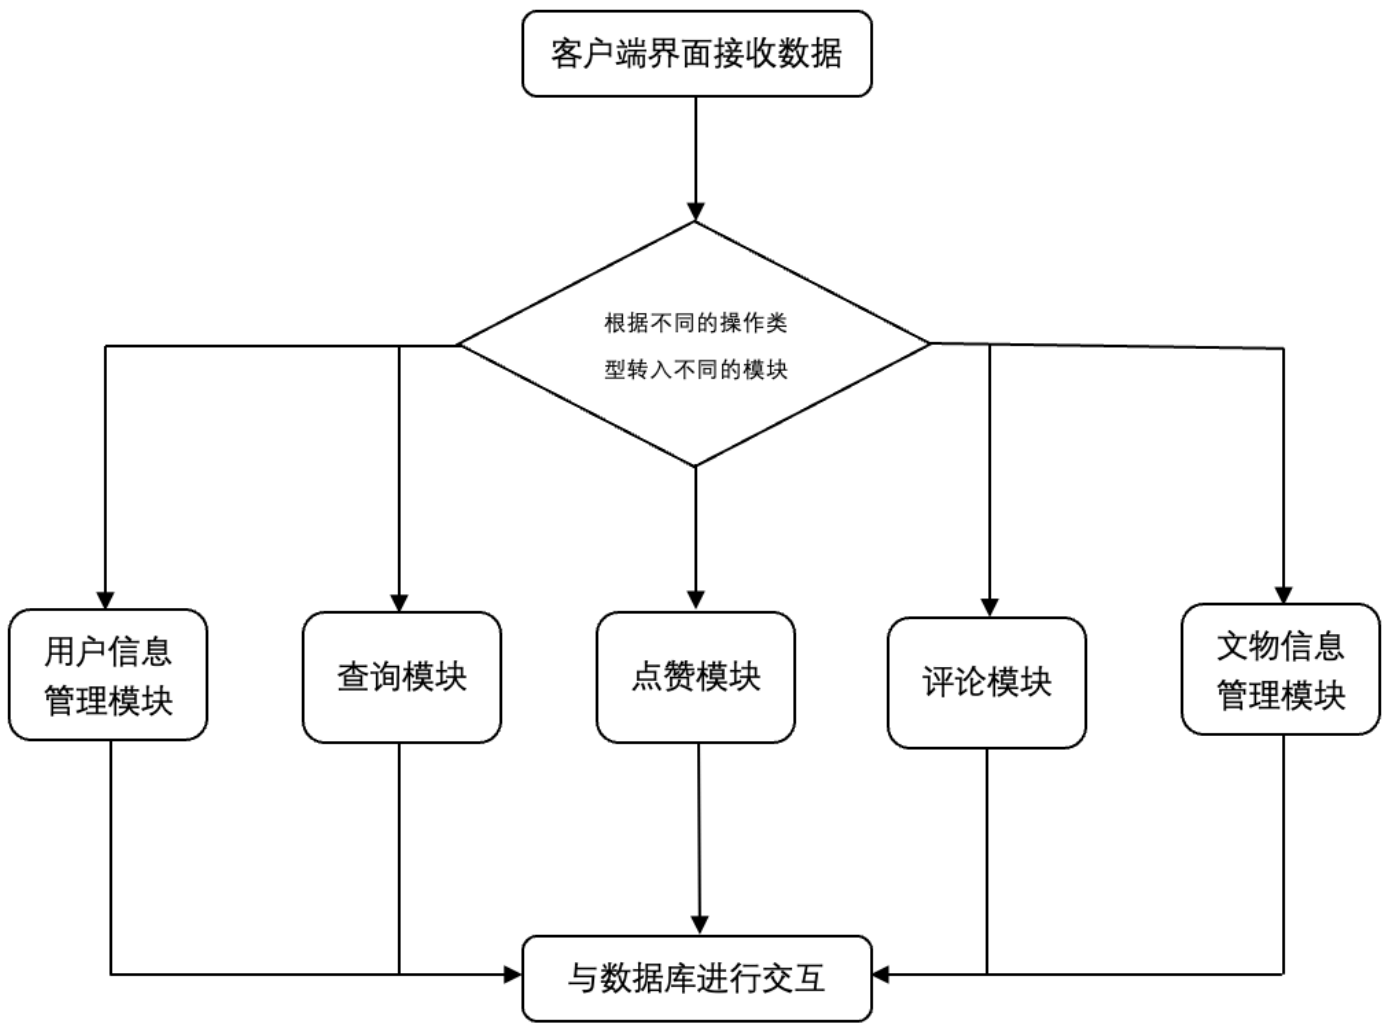 客户端界面接收数据
根据不同的操作类
型转入不同的模块
用户信息
管理模块
查询模块
点赞模块
评论模块
文物信息
管理模块
与数据库进行交互